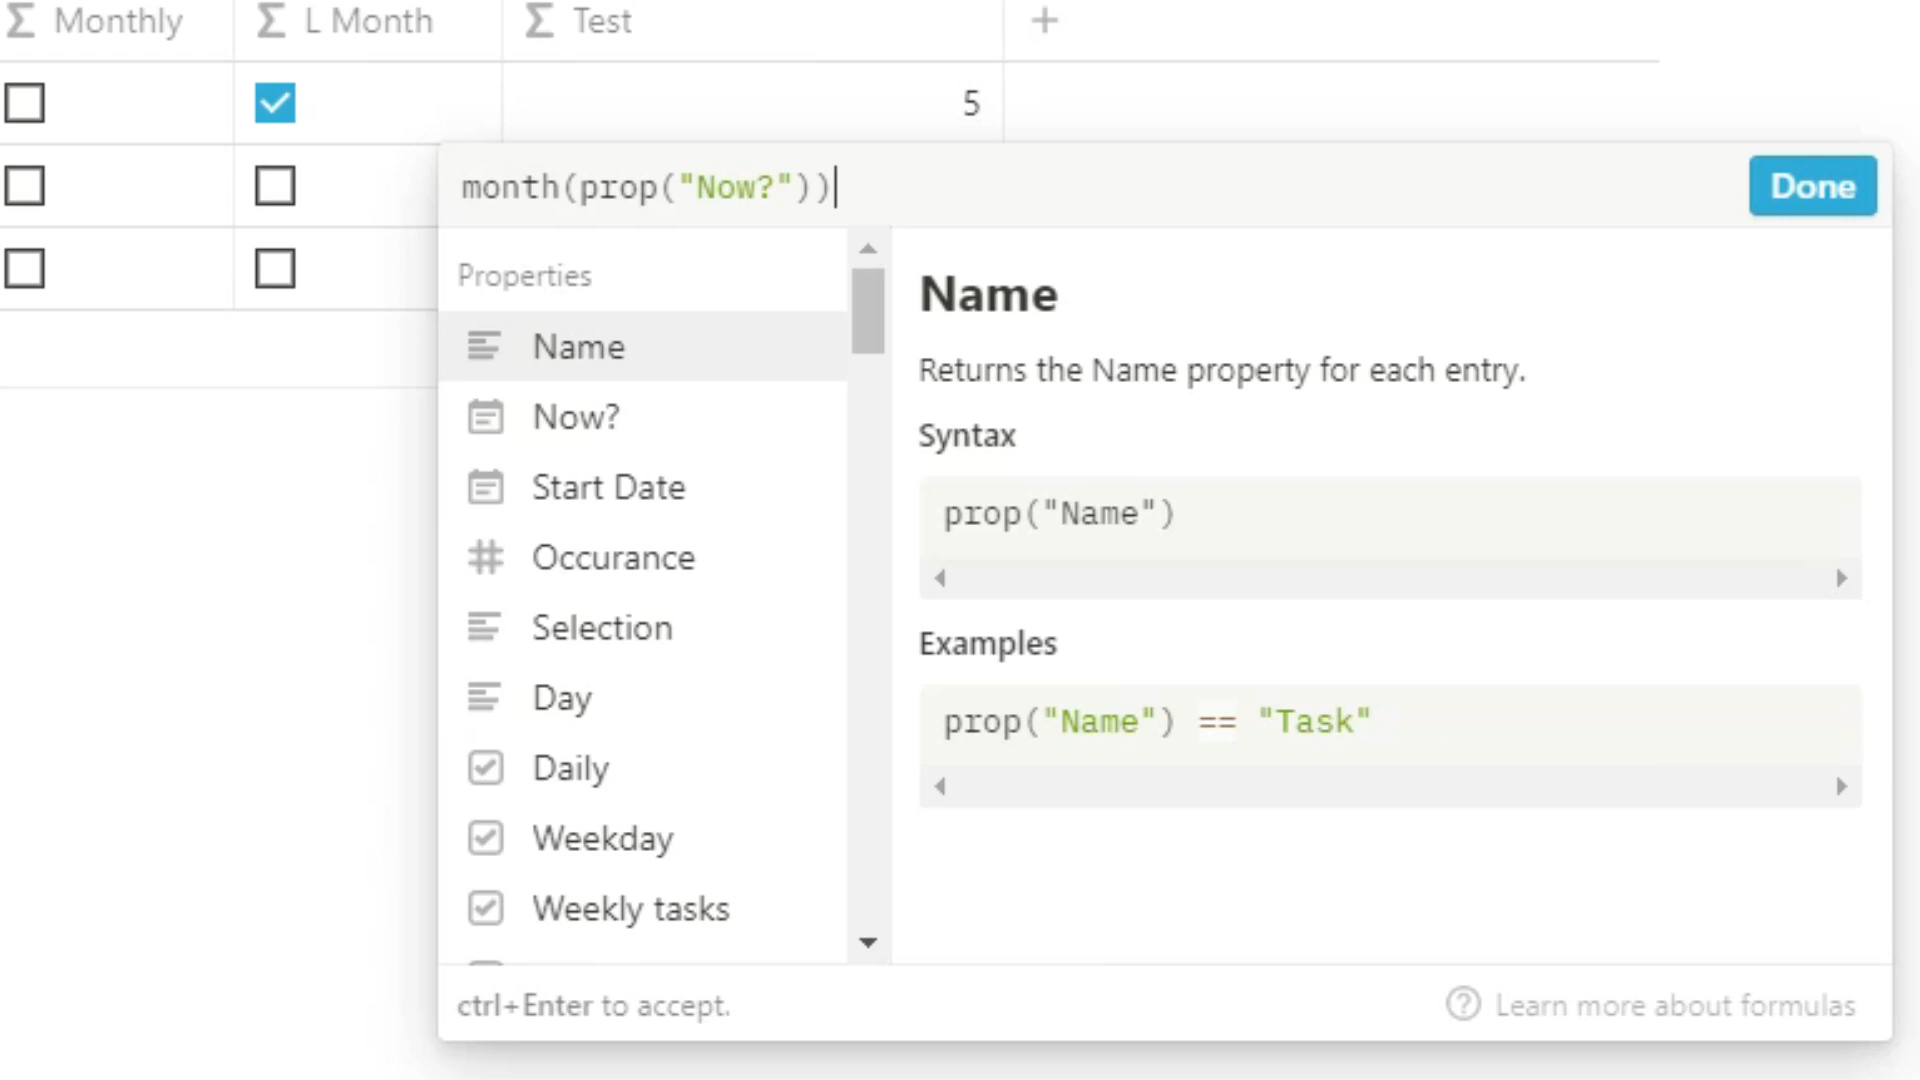 Σ Monthly Σ L Month Σ Test +
5
month(prop("Now?"))
Done
Properties
Name
Now?
Start Date
Occurance
Selection
Day
Daily
Weekday
Weekly tasks
Name
Returns the Name property for each entry.
Syntax
prop("Name")
Examples
prop("Name") == "Task"
ctrl+Enter to accept.
? Learn more about formulas